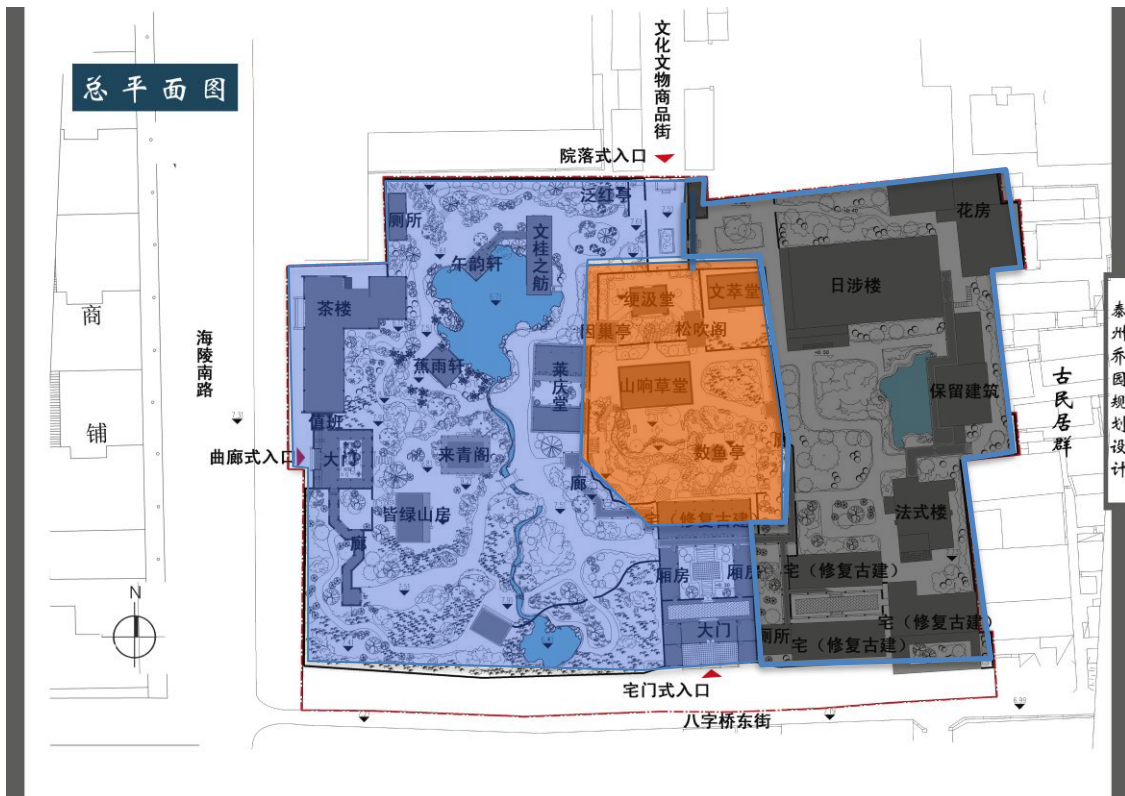 总平面图
文化文物商品街
院落式入口
泛红亭
厕所
文桂之舫
午韵轩
花房
日涉楼
绠汲堂
文萃堂
茶楼
因巢亭
松吹阁
商
铺
海陵南路
蕉雨轩
莱庆堂
山响草堂
保留建筑
古民居群
泰州乔园规划设计
值班
曲廊式入口
大门
来青阁
数鱼亭
廊
廊
皆绿山房
宅（修复古建）
法式楼
廊
厢房
厢房
宅（修复古建）
N
大门
厕所
宅（修复古建）
宅（修复古建）
宅门式入口
八字桥东街